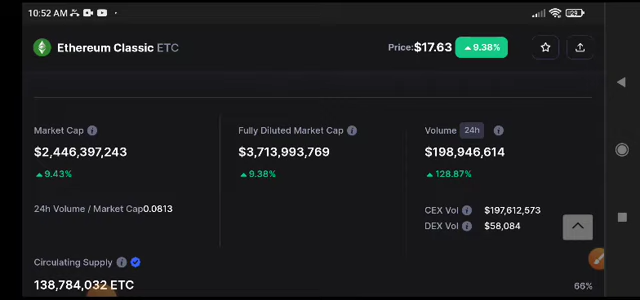 10:52 AM
Ethereum Classic ETC Price:$17.63 9.38%
Market Cap Fully Diluted Market Cap Volume 24h
$2,446,397,243 $3,713,993,769 $198,946,614
9.43% 9.38% 128.87%
24h Volume / Market Cap0.0813 CEX Vol $197,612,573
DEX Vol $58,084
Circulating Supply
138,784,032 ETC 66%